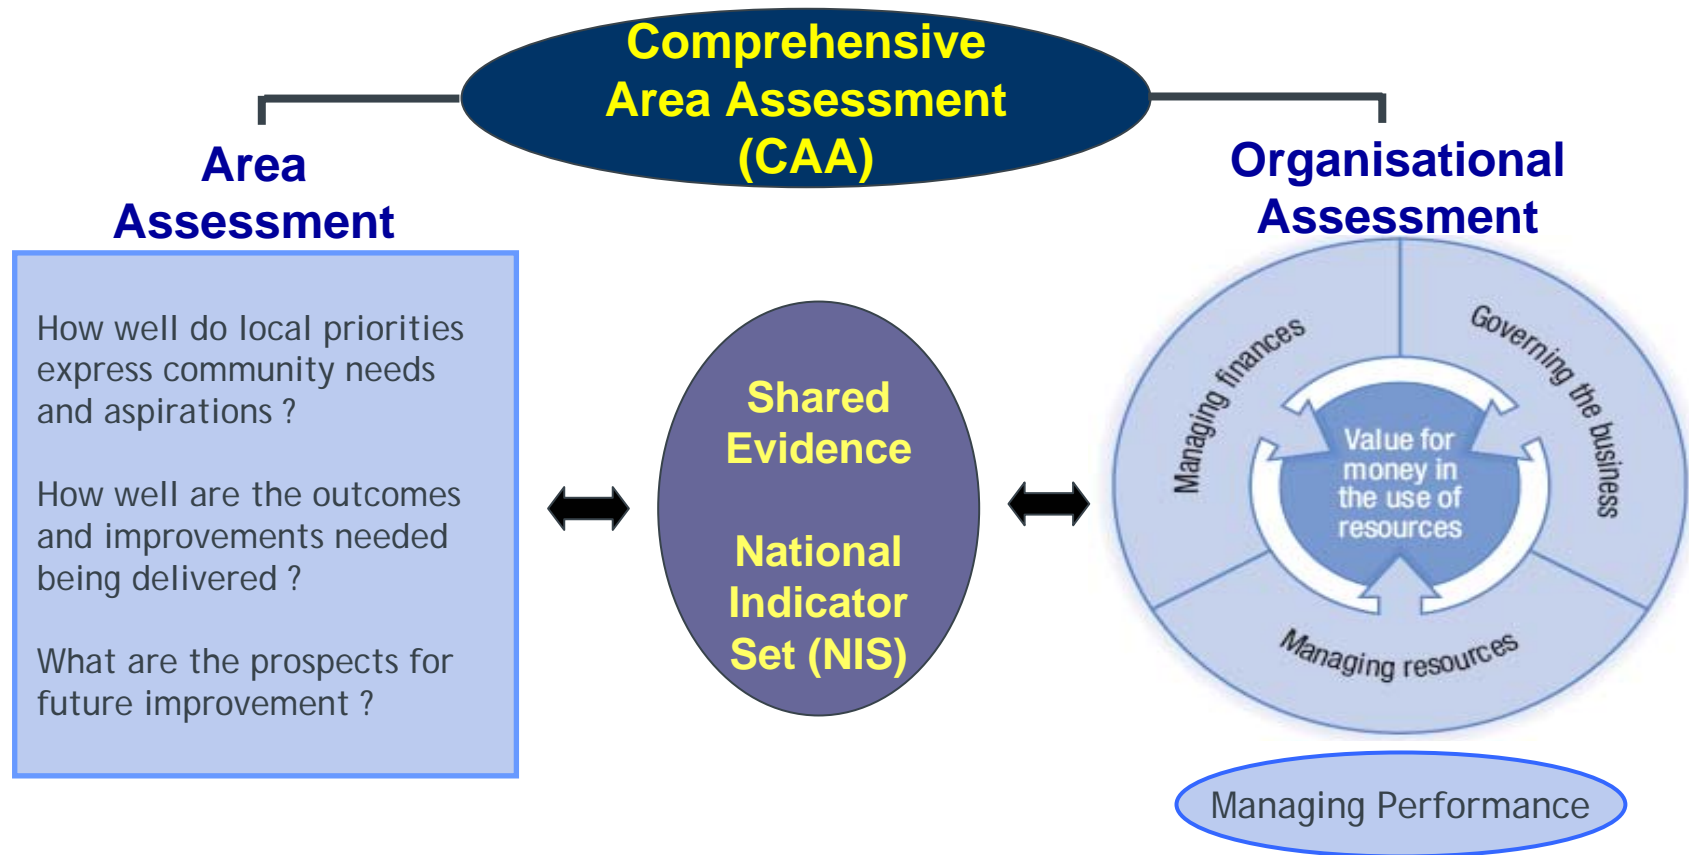 Comprehensive
Area Assessment
(CAA)
Area
Assessment
How well do local priorities
express community needs
and aspirations ?
How well are the outcomes
and improvements needed
being delivered ?
What are the prospects for
future improvement ?
Shared
Evidence
National
Indicator
Set (NIS)
Organisational
Assessment
Managing finances
Governing the business
Value for
money in
the use of
resources
Managing resources
Managing Performance